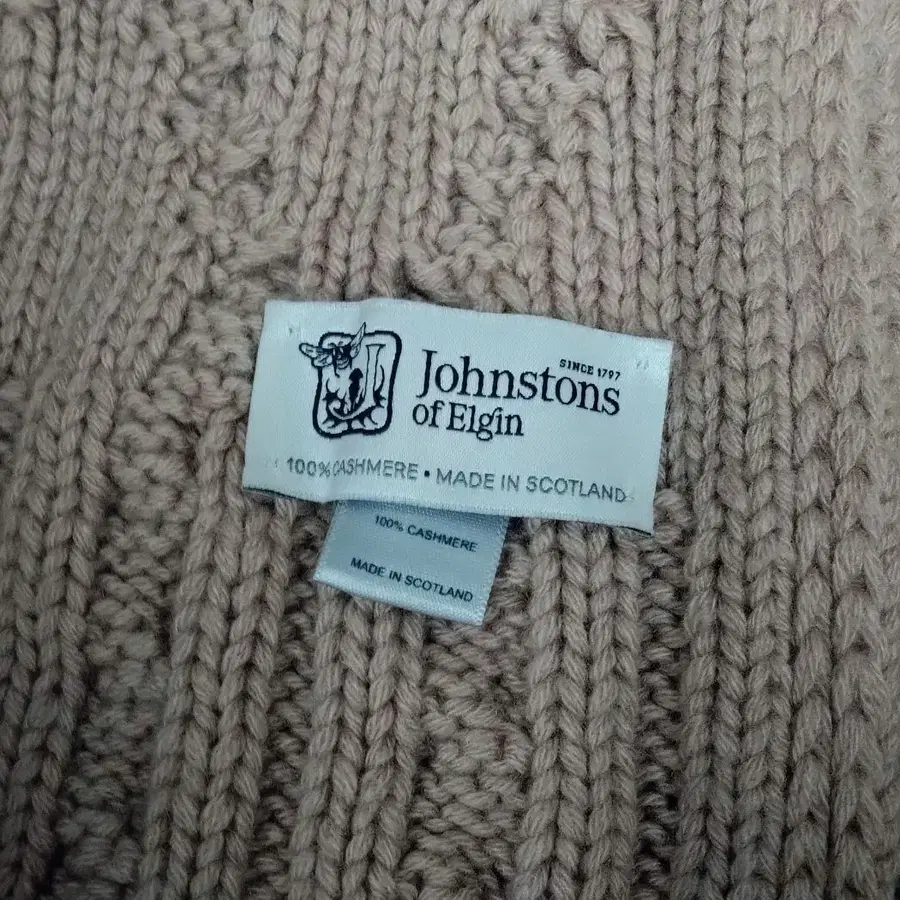 SINCE 1797
Johnstons
of Elgin
100% CASHMERE • MADE IN SCOTLAND
100% CASHMERE
MADE IN SCOTLAND